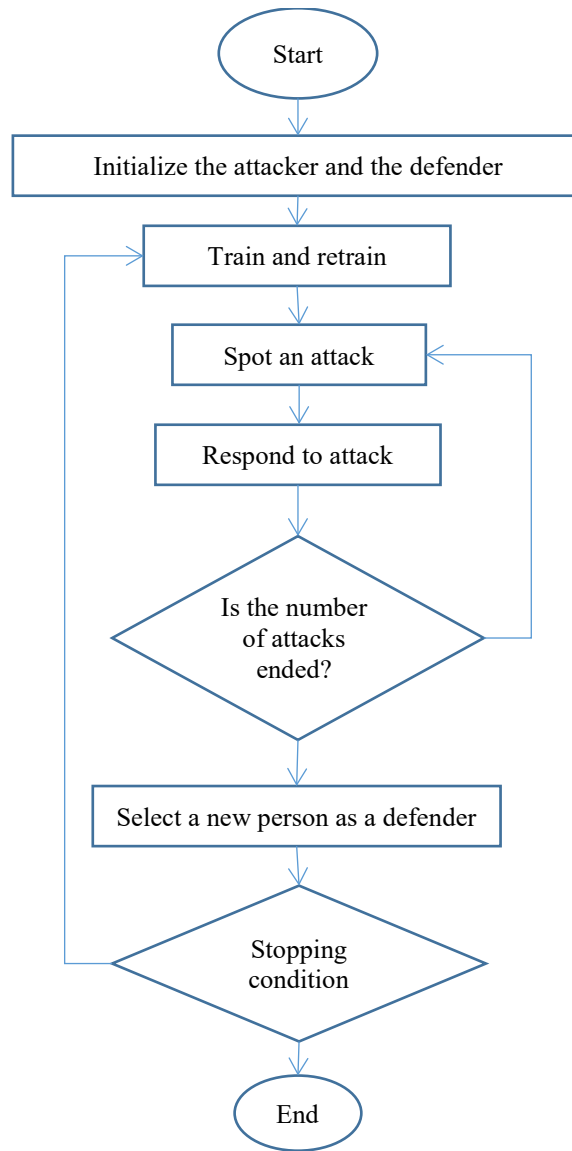 Start
Initialize the attacker and the defender
Train and retrain
Spot an attack
Respond to attack
Is the number
of attacks
ended?
Select a new person as a defender
Stopping
condition
End